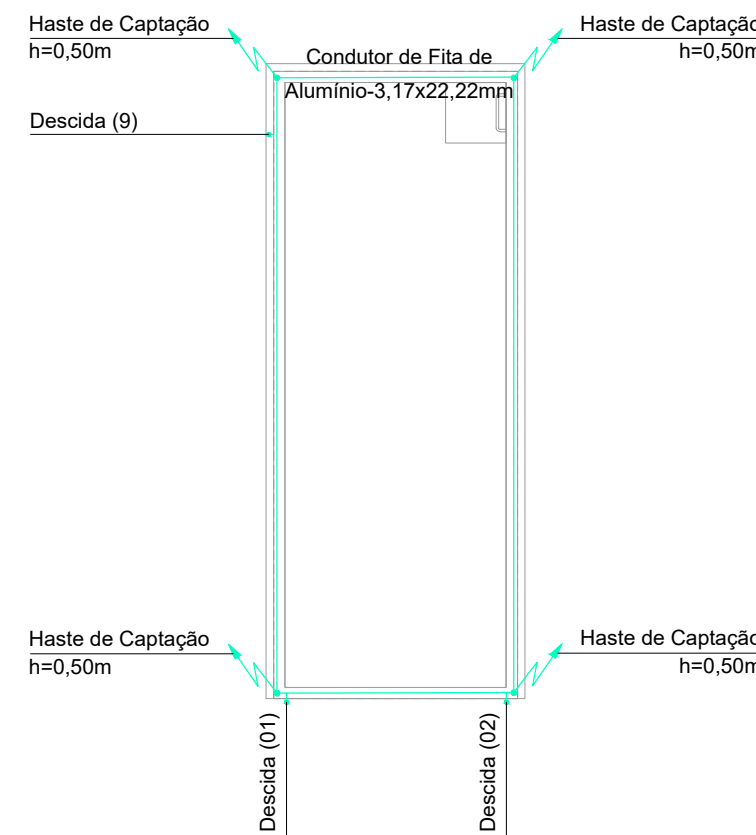 Haste de Captação
h=0,50m
Haste de Captação
h=0,50m
Condutor de Fita de
Alumínio-3,17x22,22mm
Descida (9)
Haste de Captação
h=0,50m
Haste de Captação
h=0,50m
Descida (01)
Descida (02)